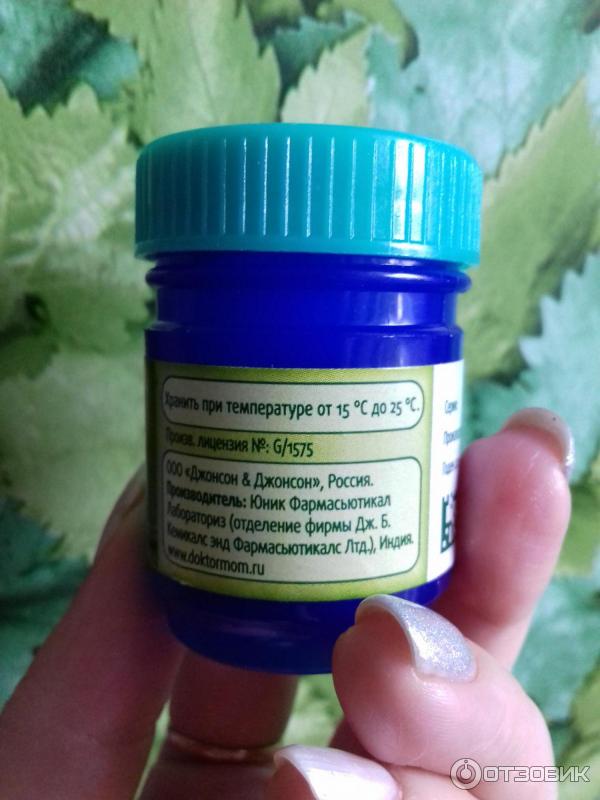 Хранить при температуре от 15 °C до 25 °C.
Произв. лицензия №: G/1575
ООО «Джонсон & Джонсон», Россия.
Производитель: Юник Фармасьютикал
Лабораториз (отделение фирмы Дж. Б.
Кемикалс энд Фармасьютикалс Лтд.), Индия.
www.doktormom.ru
ОТЗОВИК